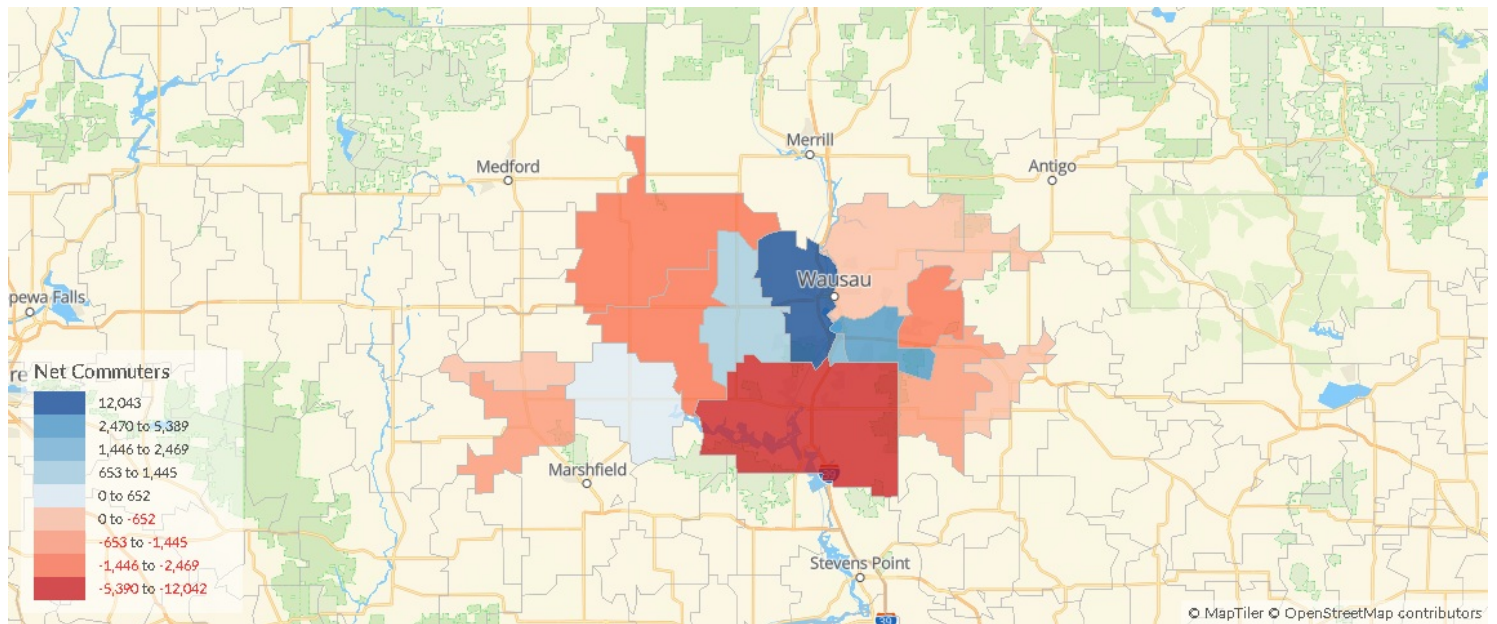 Merrill
Medford
Antigo
Wausau
pewa Falls
re
Net Commuters
12,043
2,470 to 5,389
1,446 to 2,469
653 to 1,445
0 to 652
0 to -652
-653 to -1,445
-1,446 to -2,469
-5,390 to -12,042
Marshfield
Stevens Point
39
© MapTiler © OpenStreetMap contributors